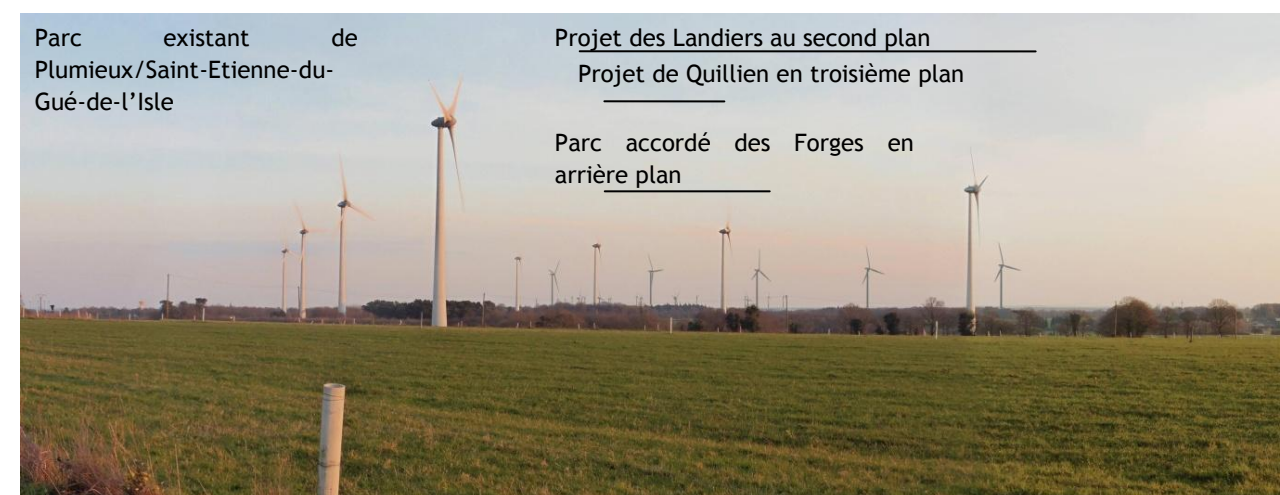 Parc existant de
Plumieux/Saint-Etienne-du-
Gué-de-l'Isle
Projet des Landiers au second plan
Projet de Quillien en troisième plan
Parc accordé des Forges en
arrière plan